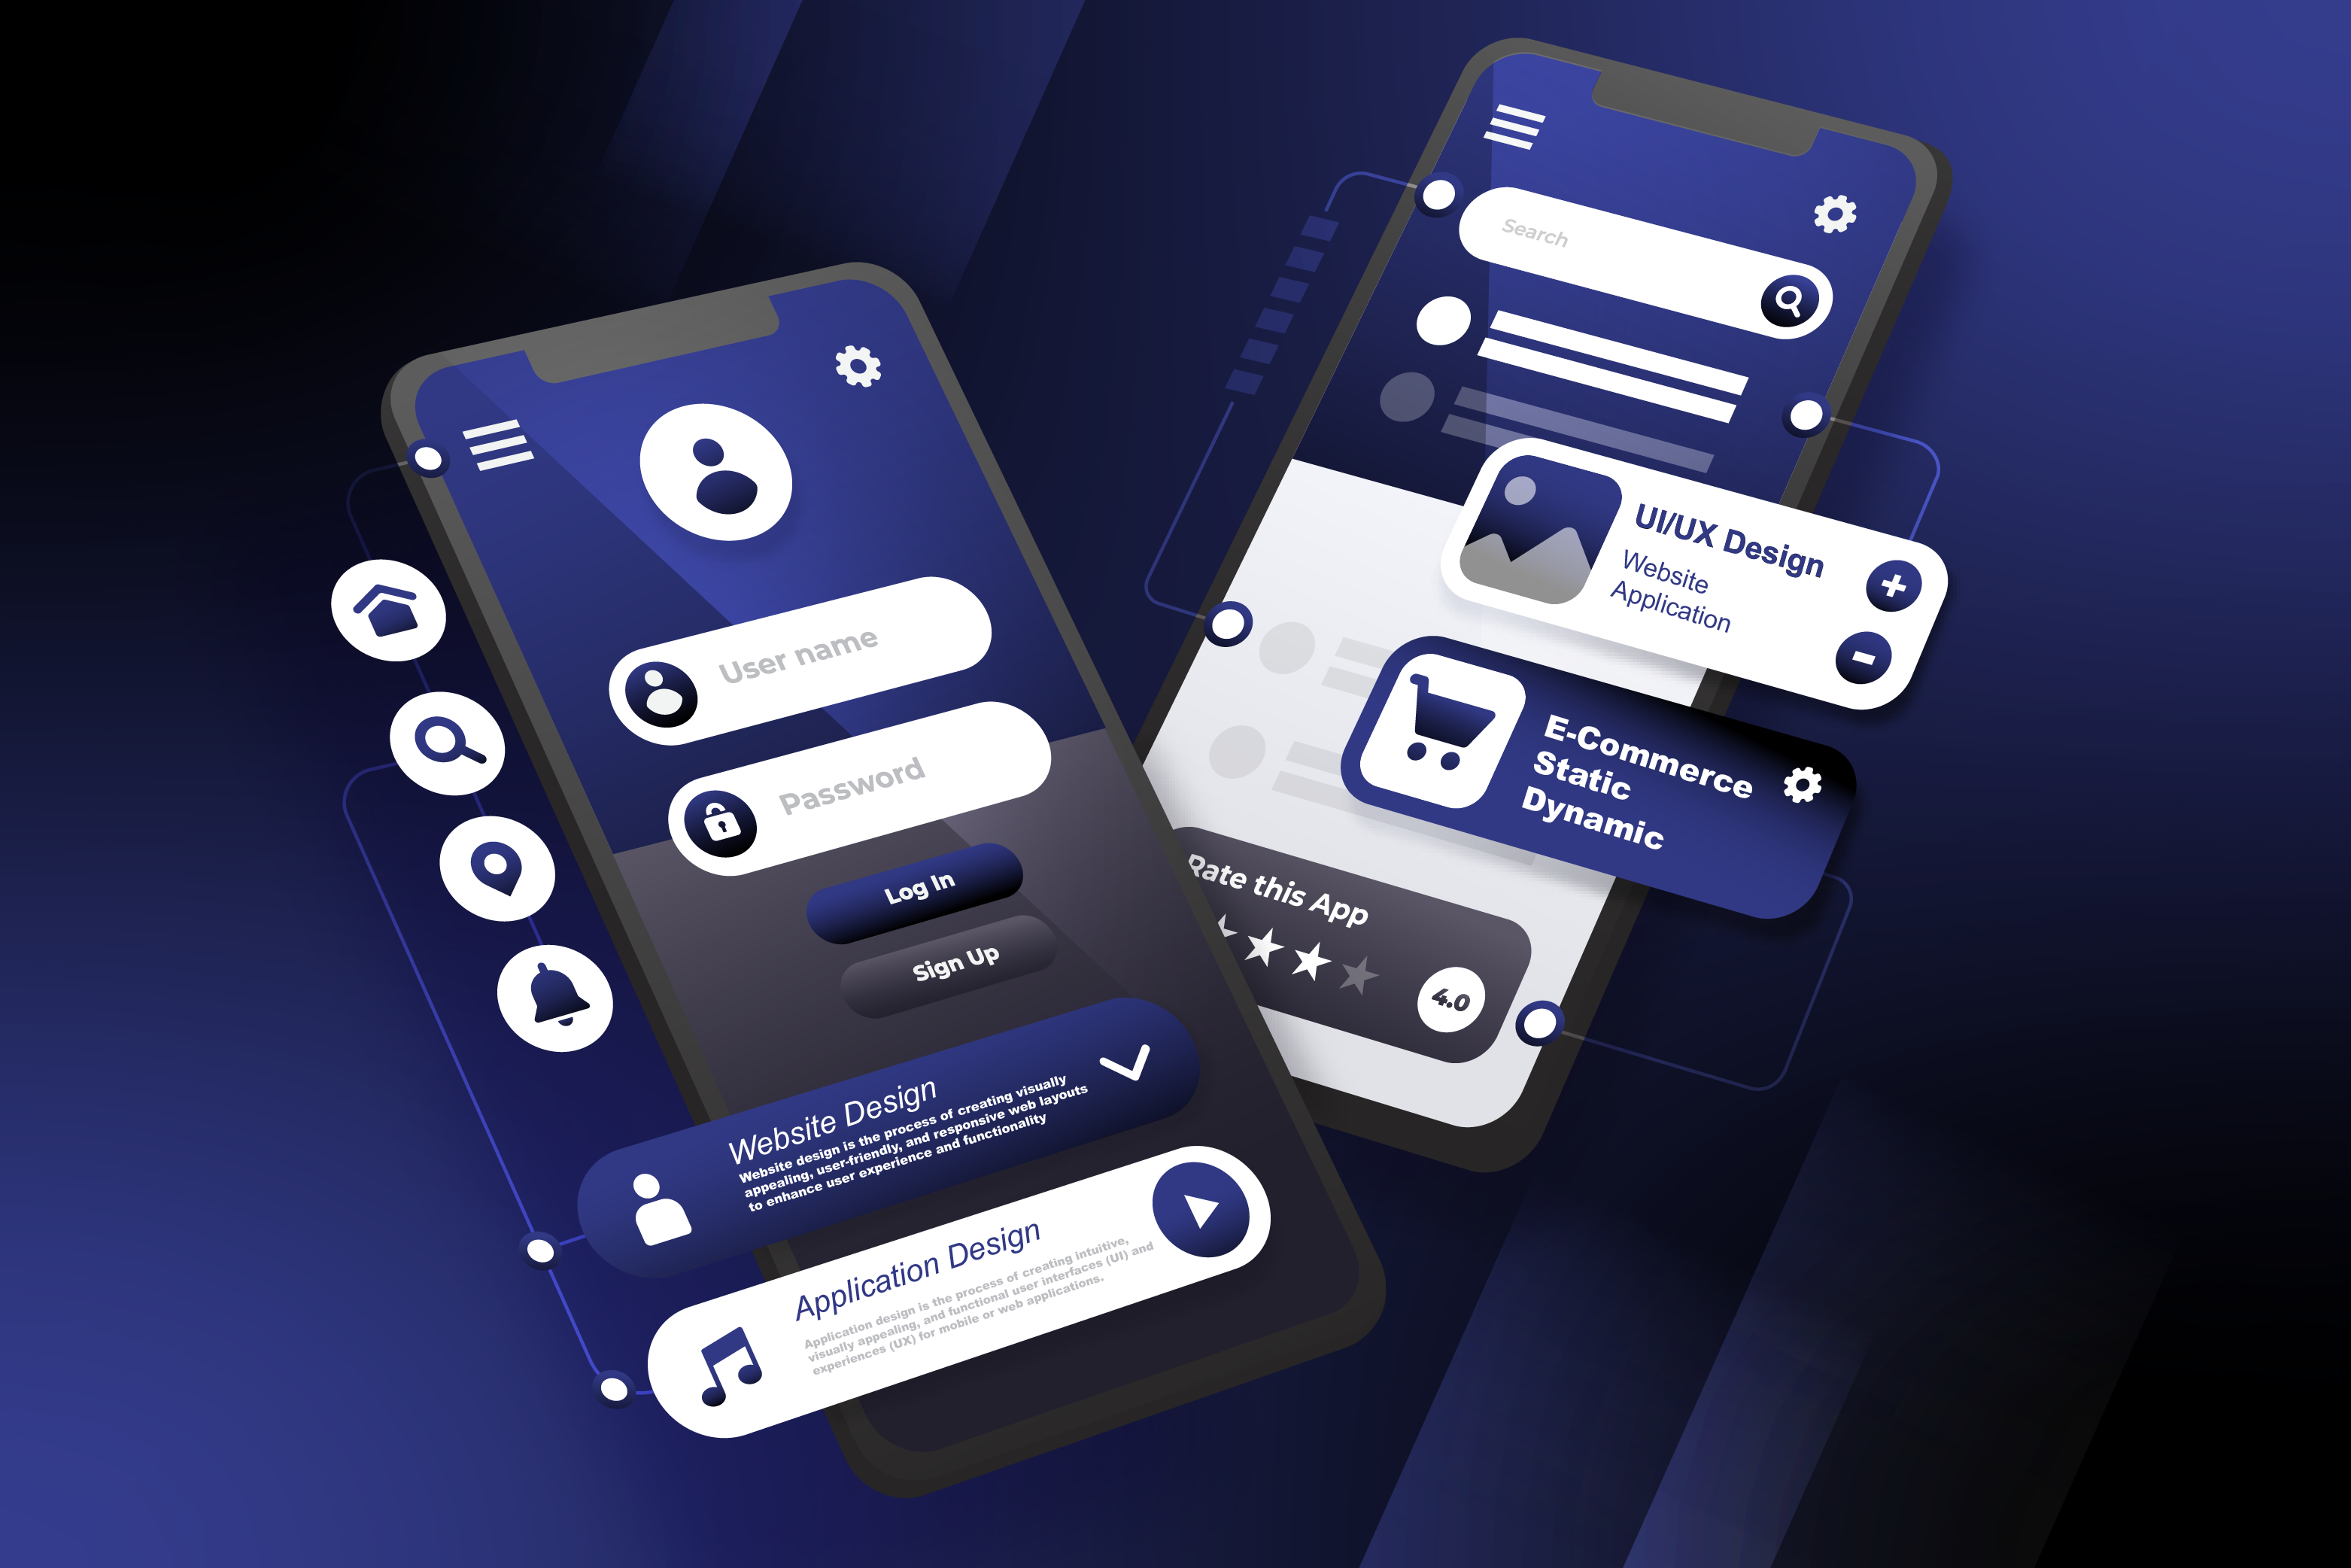 User name
Password
Log In
Sign Up
Website Design
Website design is the process of creating visually
appealing, user-friendly, and responsive web layouts
to enhance user experience and functionality
Application Design
Application design is the process of creating intuitive,
visually appealing, and functional user interfaces (UI) and
experiences (UX) for mobile or web applications.
Search
UI/UX Design
Website
Application
E-Commerce
Static
Dynamic
Rate this App
4.0